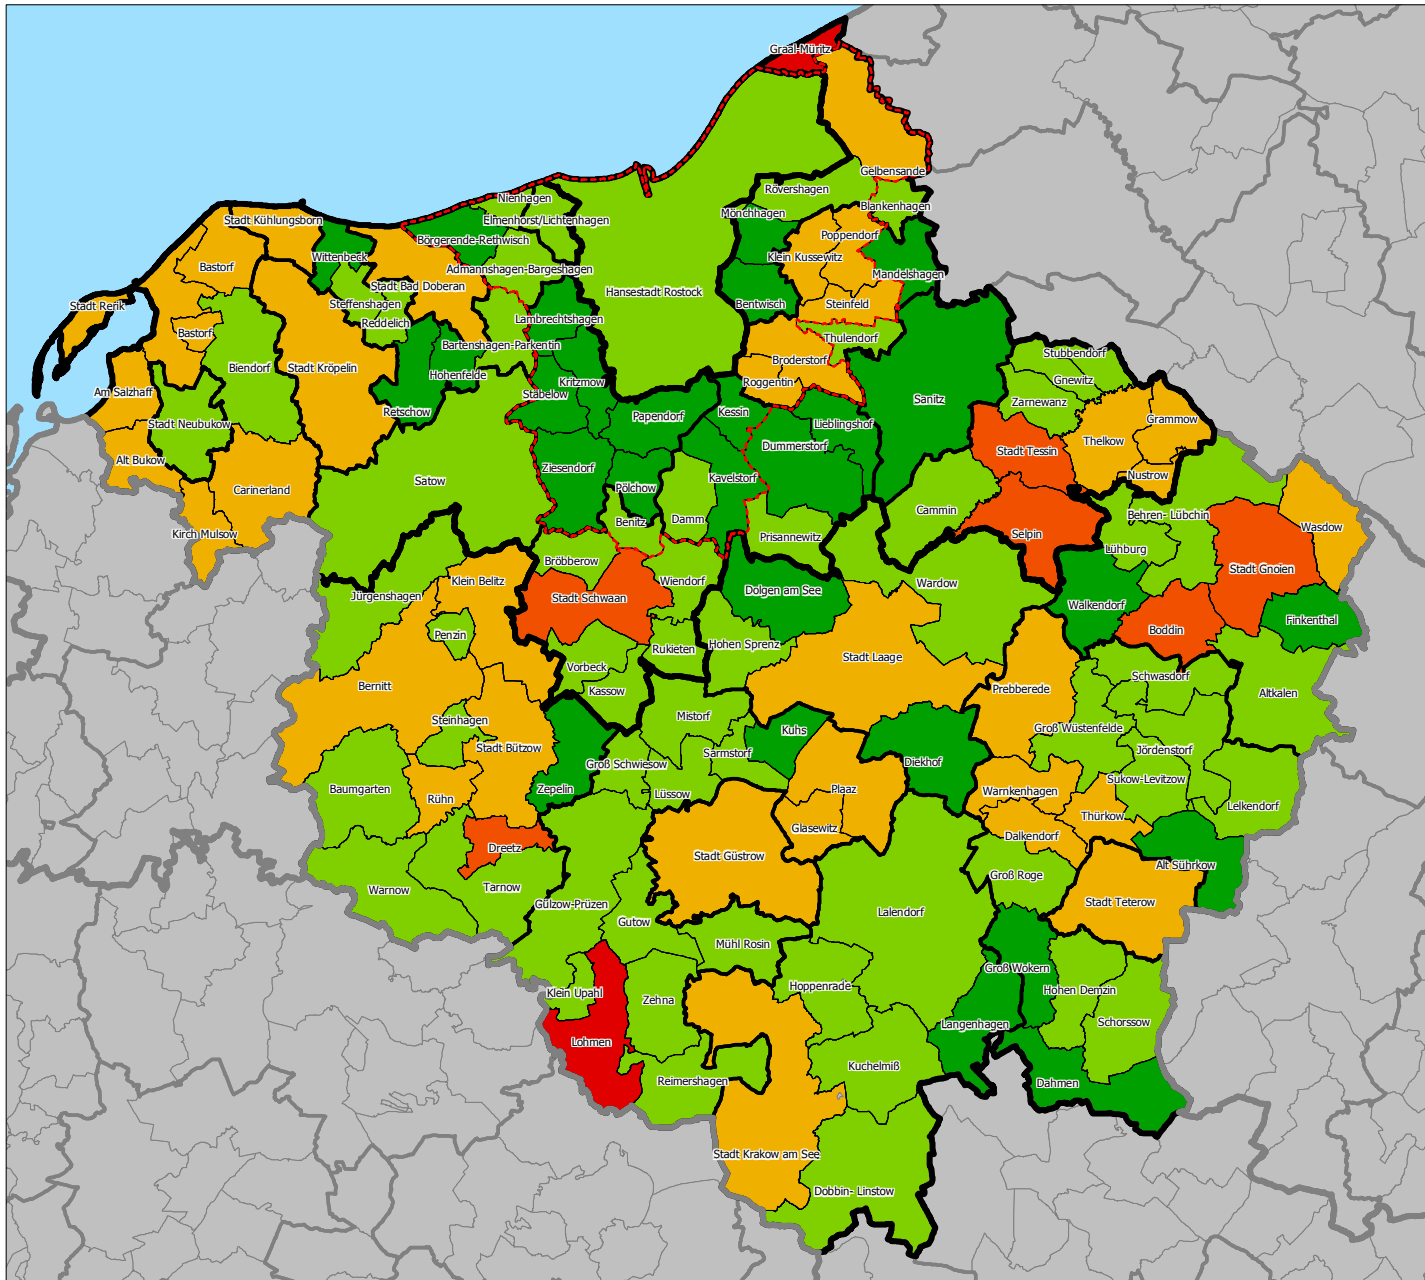 Graal-Müritz
Gelbensande
Rövershagen
Nienhagen
Blankenhagen
Mönchhagen
Stadt Kühlungsborn
Elmenhorst/Lichtenhagen
Poppendorf
Börgerende-Rethwisch
Wittenbeck
Klein Kussewitz
Bastorf
Admannshagen-Bargeshagen
Mandelshagen
Stadt Bad Doberan
Hansestadt Rostock
Stadt Rerik
Steffenshagen
Bentwisch
Steinfeld
Lambrechtshagen
Reddelich
Bastorf
Thulendorf
Bartenshagen-Parkentin
Stubbendorf
Broderstorf
Biendorf
Stadt Kröpelin
Hohenfelde
Gnewitz
Kritzmow
Roggentin
Am Salzhaff
Stäbelow
Sanitz
Zarnewanz
Retschow
Kessin
Papendorf
Grammow
Stadt Neubukow
Lieblingshof
Thelkow
Dummerstorf
Stadt Tessin
Alt Bukow
Ziesendorf
Nustrow
Satow
Kavelstorf
Carinerland
Pölchow
Cammin
Behren- Lübchin
Damm
Benitz
Wasdow
Kirch Mulsow
Prisannewitz
Selpin
Lühburg
Bröbberow
Stadt Gnoien
Klein Belitz
Wiendorf
Wardow
Dolgen am See
Jürgenshagen
Stadt Schwaan
Walkendorf
Finkenthal
Boddin
Penzin
Hohen Sprenz
Rukieten
Stadt Laage
Vorbeck
Schwasdorf
Bernitt
Kassow
Prebberede
Altkalen
Mistorf
Steinhagen
Groß Wüstenfelde
Kuhs
Stadt Bützow
Sarmstorf
Jördenstorf
Groß Schwiesow
Diekhof
Sukow-Levitzow
Baumgarten
Zepelin
Plaaz
Warnkenhagen
Lüssow
Rühn
Lelkendorf
Thürkow
Glasewitz
Dalkendorf
Dreetz
Stadt Güstrow
Alt Sührkow
Groß Roge
Warnow
Tarnow
Stadt Teterow
Gülzow-Prüzen
Lalendorf
Gutow
Mühl Rosin
Groß Wokern
Hoppenrade
Klein Upahl
Hohen Demzin
Zehna
Schorssow
Langenhagen
Lohmen
Kuchelmiß
Reimershagen
Dahmen
Stadt Krakow am See
Dobbin- Linstow